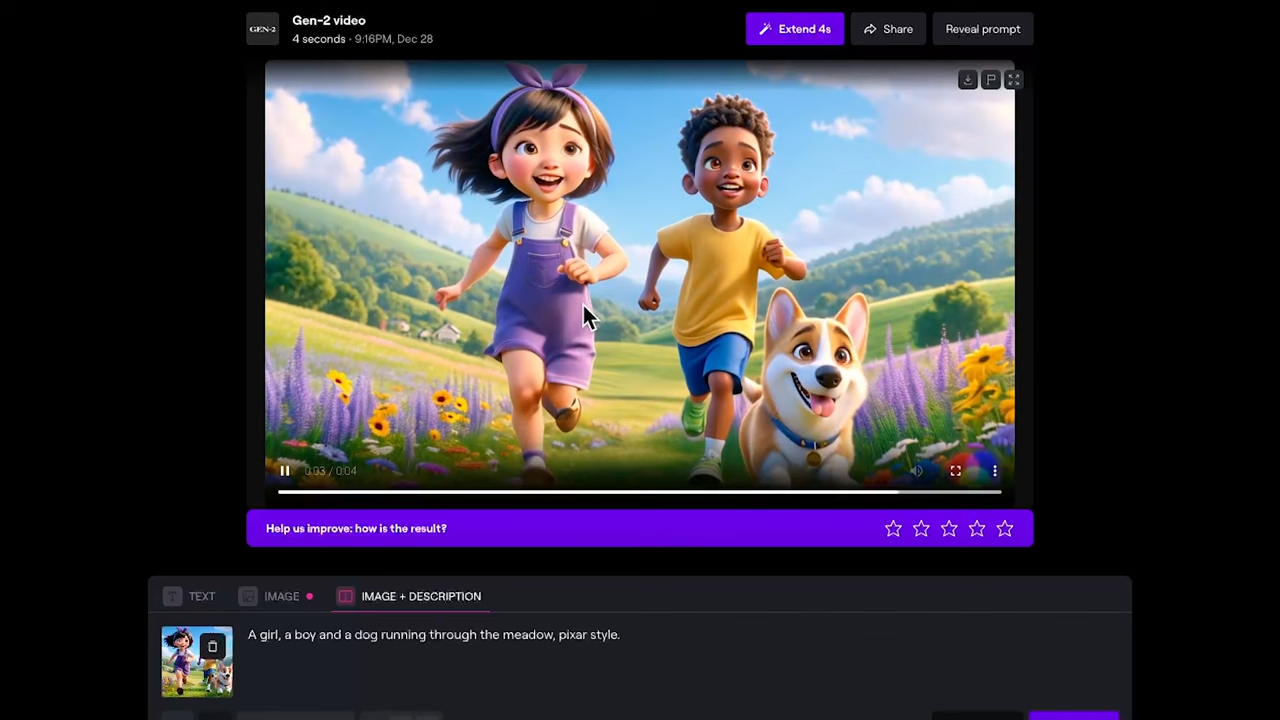 GEN-2
Gen-2 video
4 seconds · 9:16PM, Dec 28
Extend 4s
Share
Reveal prompt
0:03 / 0:04
Help us improve: how is the result?
T TEXT
IMAGE
IMAGE + DESCRIPTION
A girl, a boy and a dog running through the meadow, pixar style.